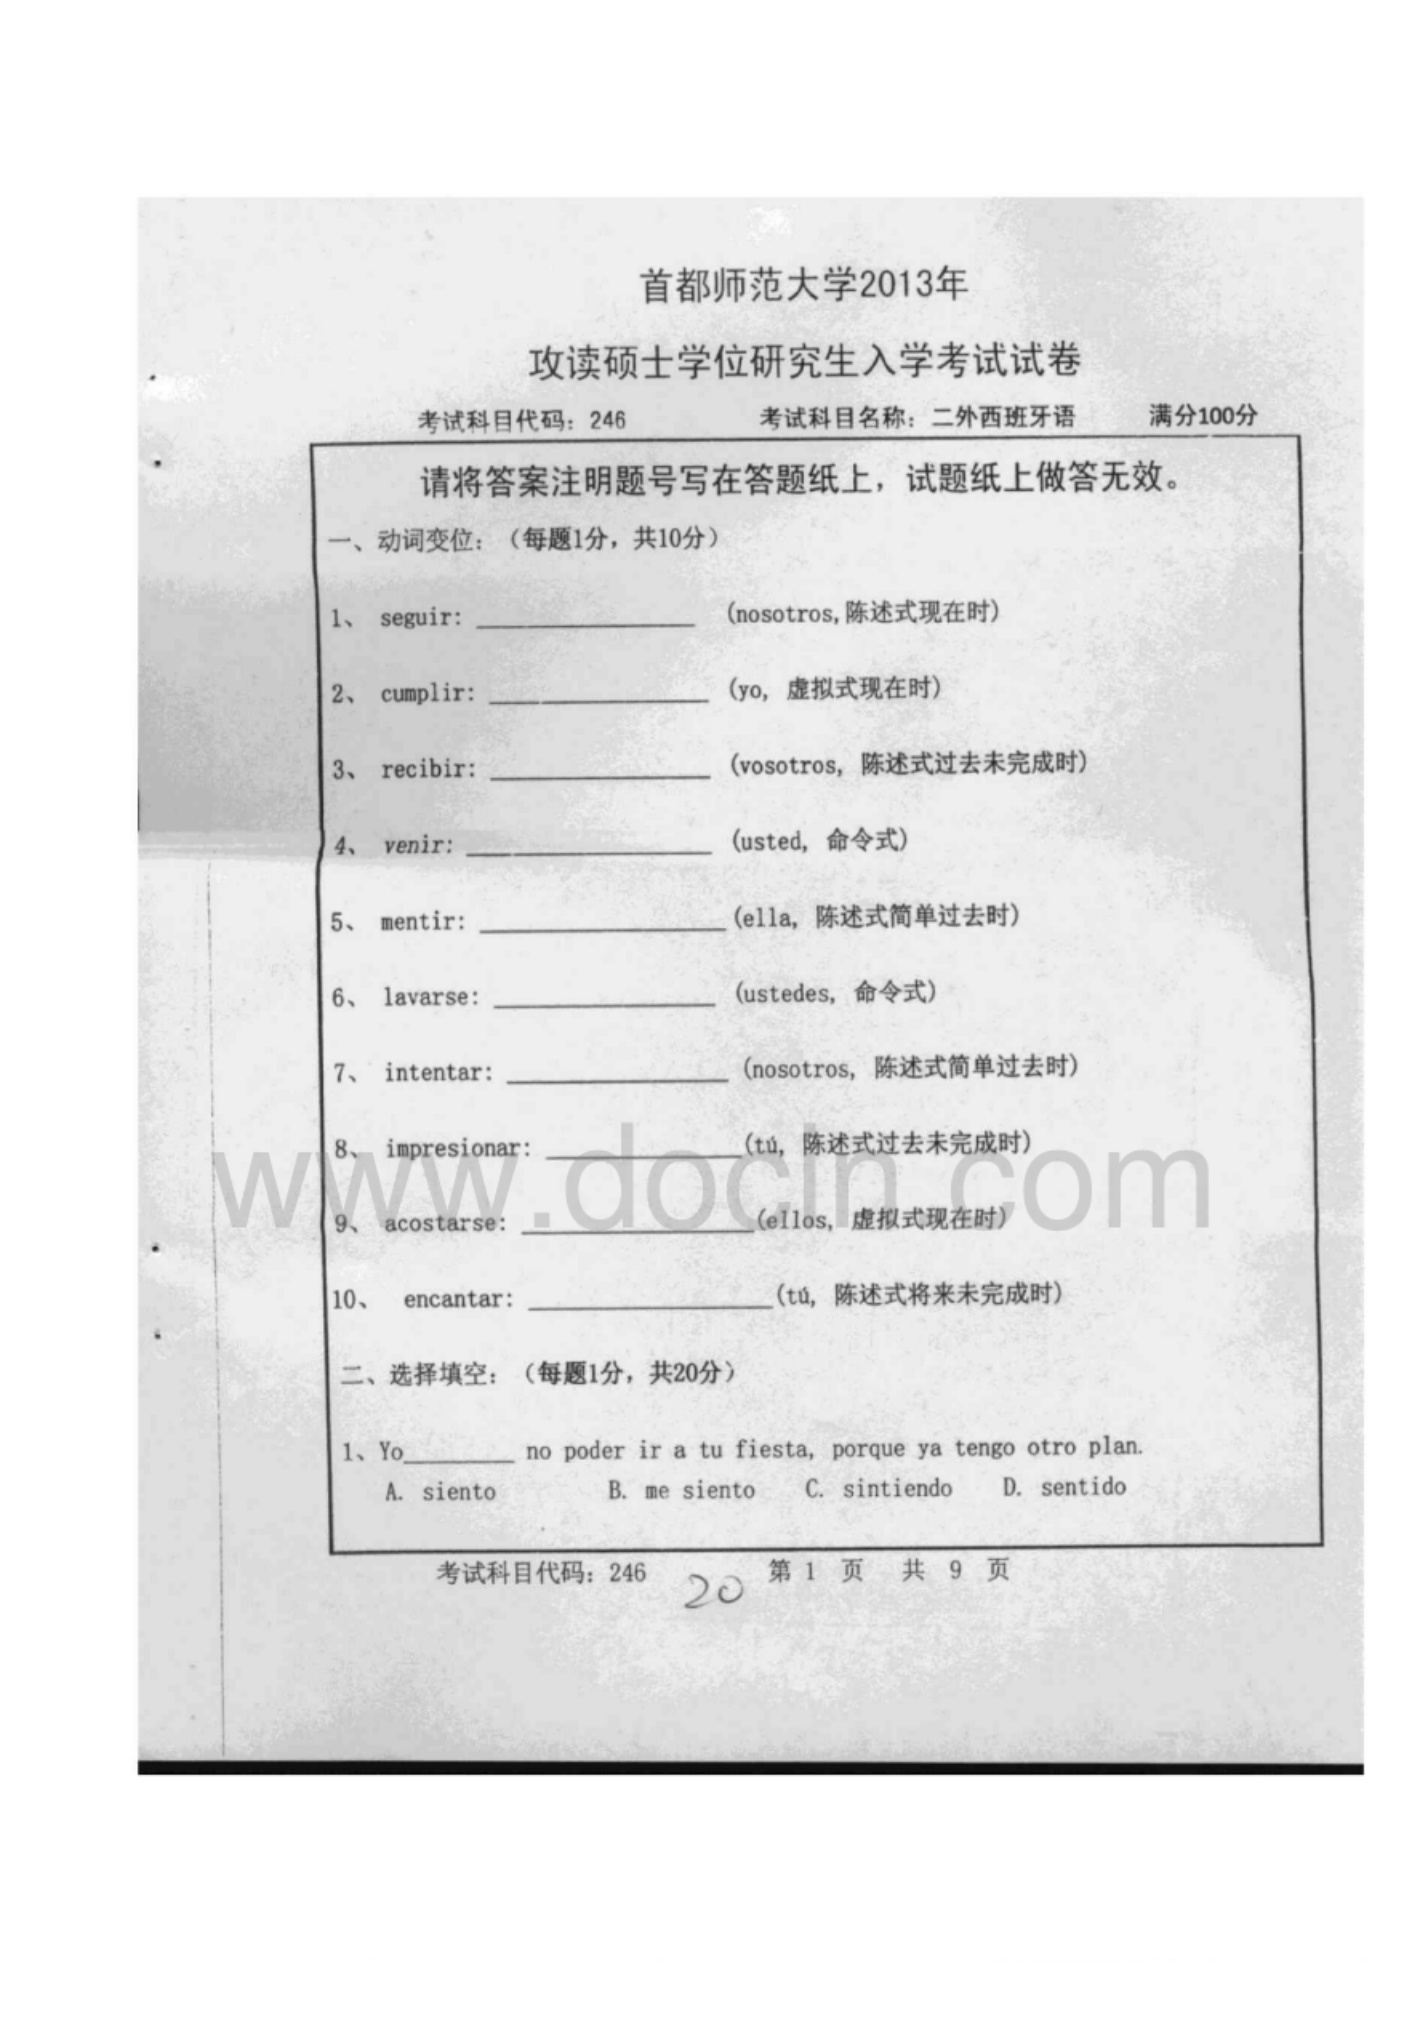 首都师范大学2013年
攻读硕士学位研究生入学考试试卷
考试科目代码：246 考试科目名称：二外西班牙语 满分100分
请将答案注明题号写在答题纸上，试题纸上做答无效。
一、动词变位：（每题1分，共10分）
1、 seguir: ________ (nosotros,陈述式现在时)
2、 cumplir: ________ (yo, 虚拟式现在时)
3、 recibir: ________ (vosotros, 陈述式过去未完成时)
4、 venir: ________ (usted, 命令式)
5、 mentir: ________ (ella, 陈述式简单过去时)
6、 lavarse: ________ (ustedes, 命令式)
7、 intentar: ________ (nosotros, 陈述式简单过去时)
8、 impresionar: ________ (tú, 陈述式过去未完成时)
www.docin.com
9、 acostarse: ________ (ellos, 虚拟式现在时)
10、 encantar: ________ (tú, 陈述式将来未完成时)
二、选择填空：（每题1分，共20分）
1、Yo________ no poder ir a tu fiesta, porque ya tengo otro plan.
A. siento B. me siento C. sintiendo D. sentido
考试科目代码：246 第 1 页 共 9 页
20